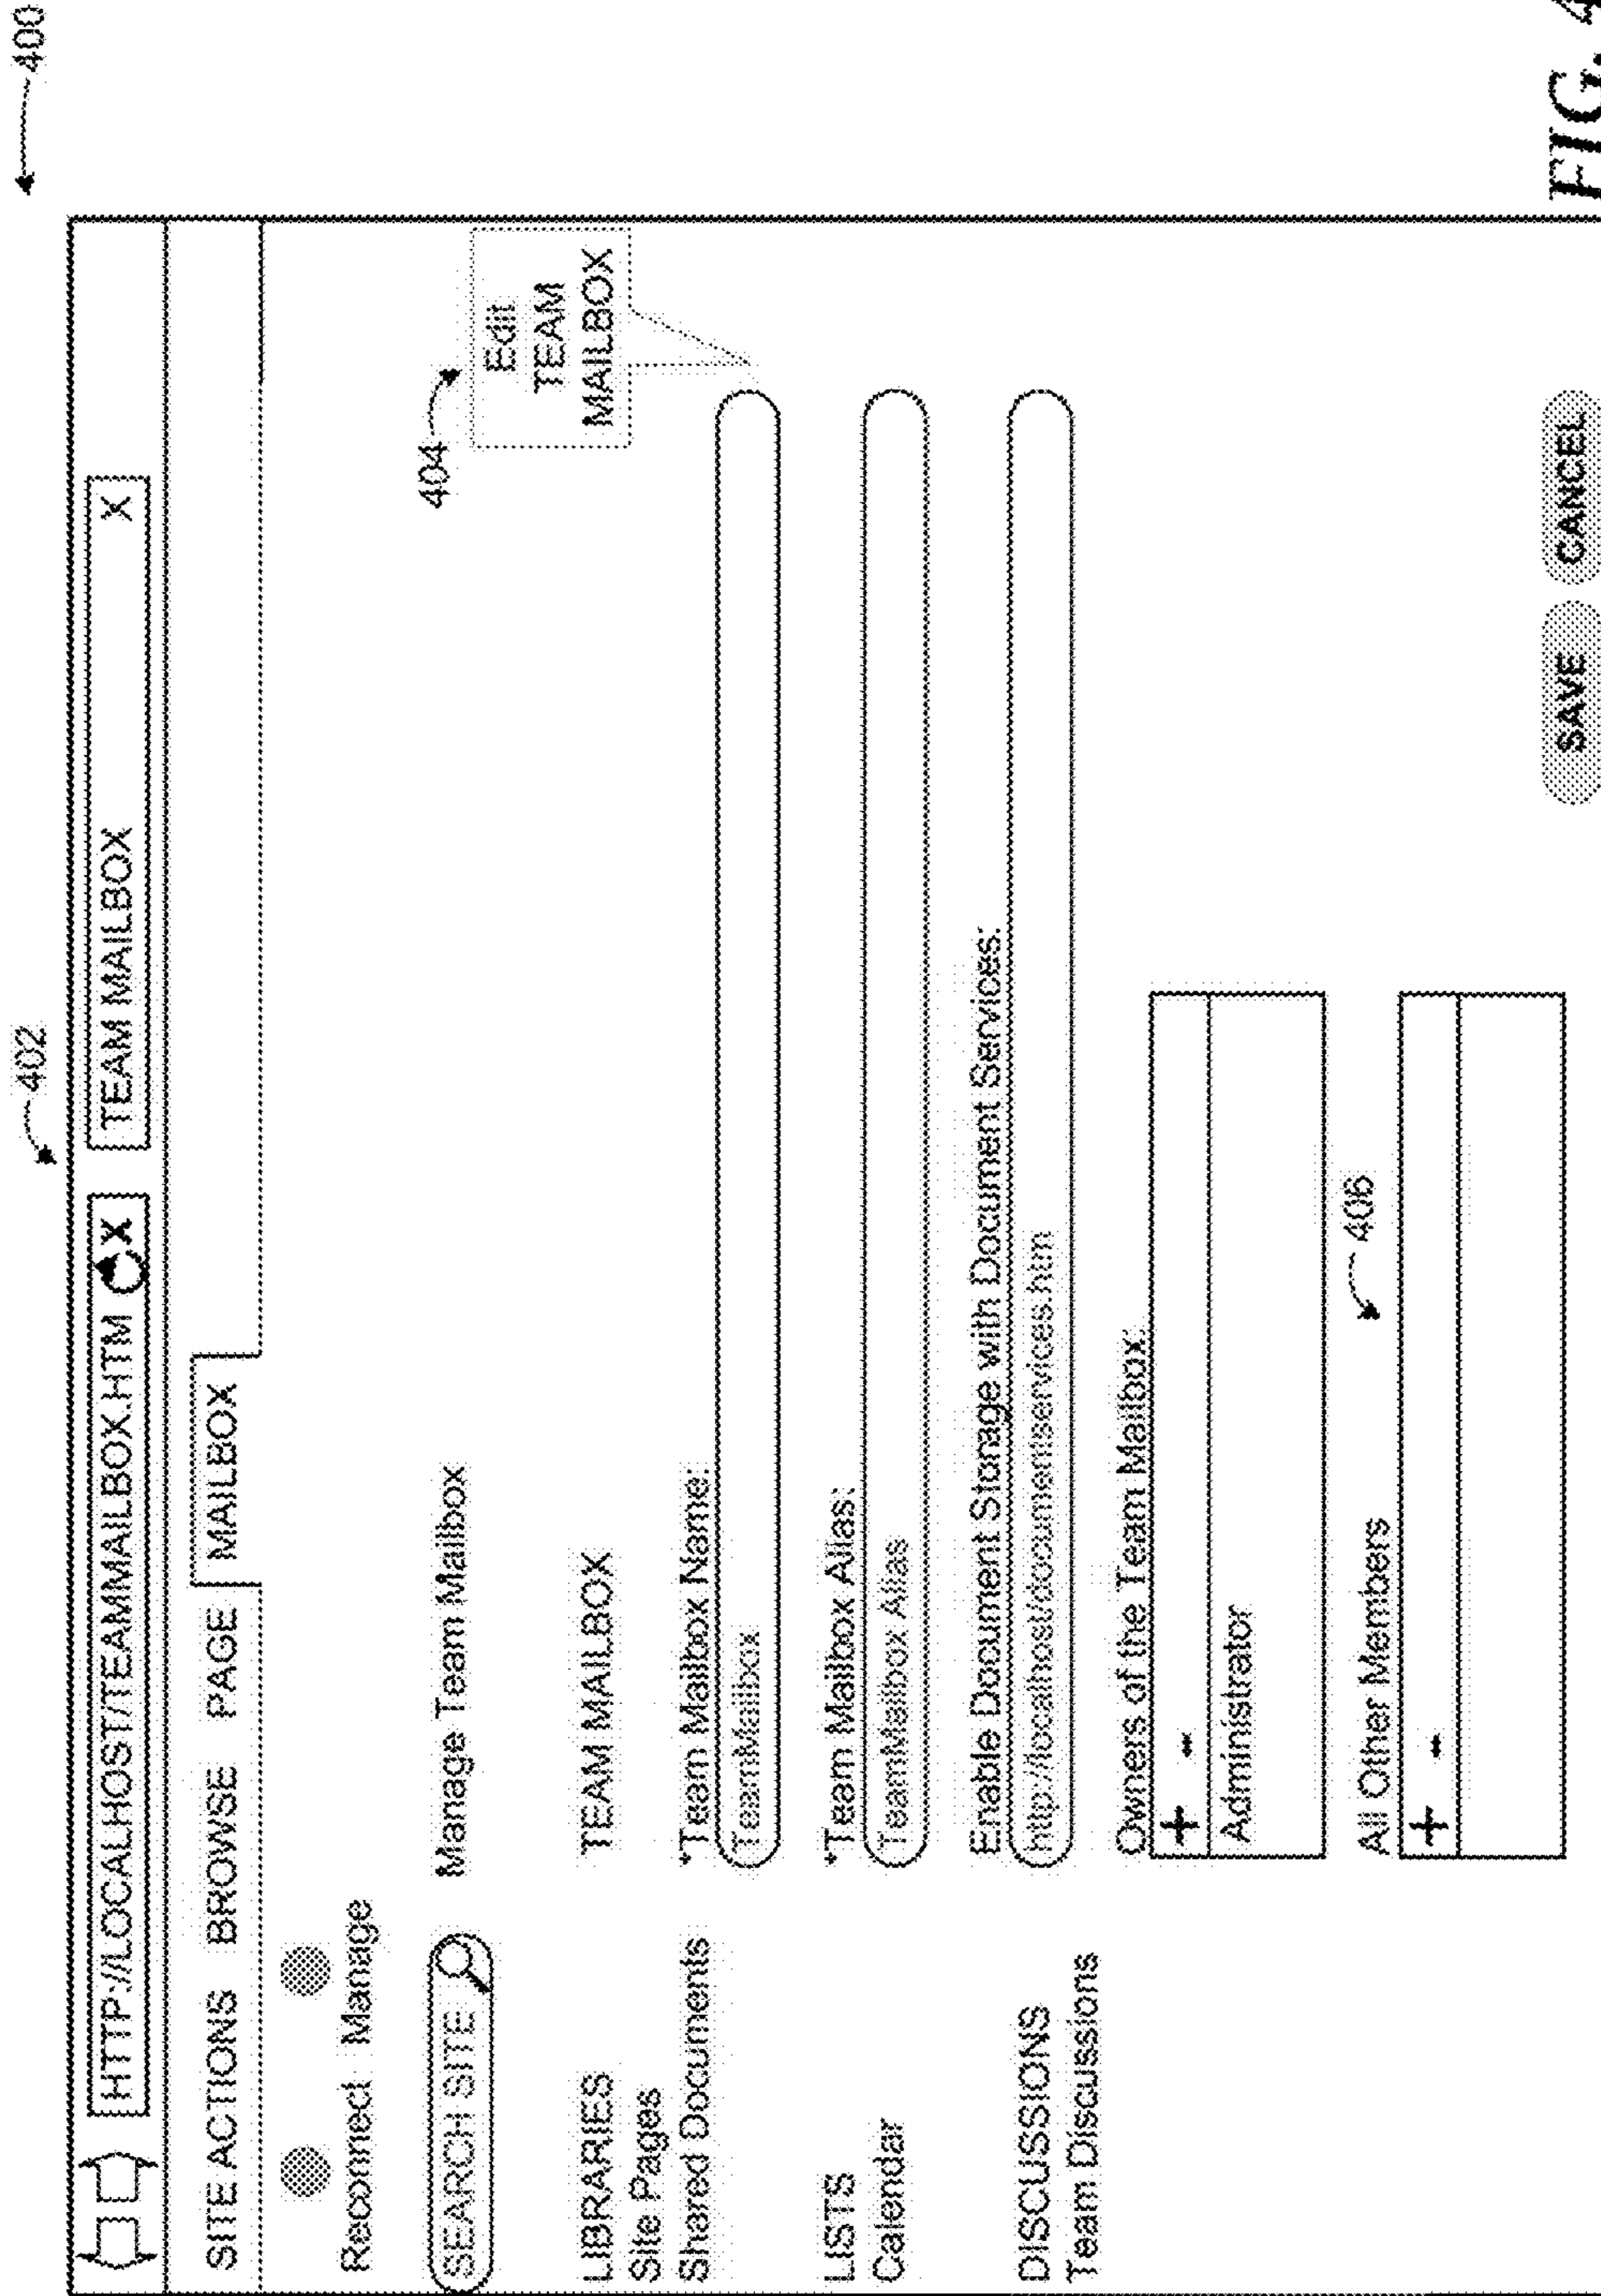 400
402
HTTP://LOCALHOST/TEAMMAILBOX.HTM X TEAM MAILBOX X
SITE ACTIONS BROWSE PAGE MAILBOX
Reconnect Manage
SEARCH SITE
Manage Team Mailbox
404
Edit
TEAM
MAILBOX
LIBRARIES
Site Pages
Shared Documents
LISTS
Calendar
DISCUSSIONS
Team Discussions
TEAM MAILBOX
*Team Mailbox Name:
TeamMailbox
*Team Mailbox Alias:
TeamMailbox Alias
Enable Document Storage with Document Services:
http://localhost/documentservices.htm
Owners of the Team Mailbox:
+ -
Administrator
406
All Other Members
+ -
SAVE CANCEL
FIG. 4